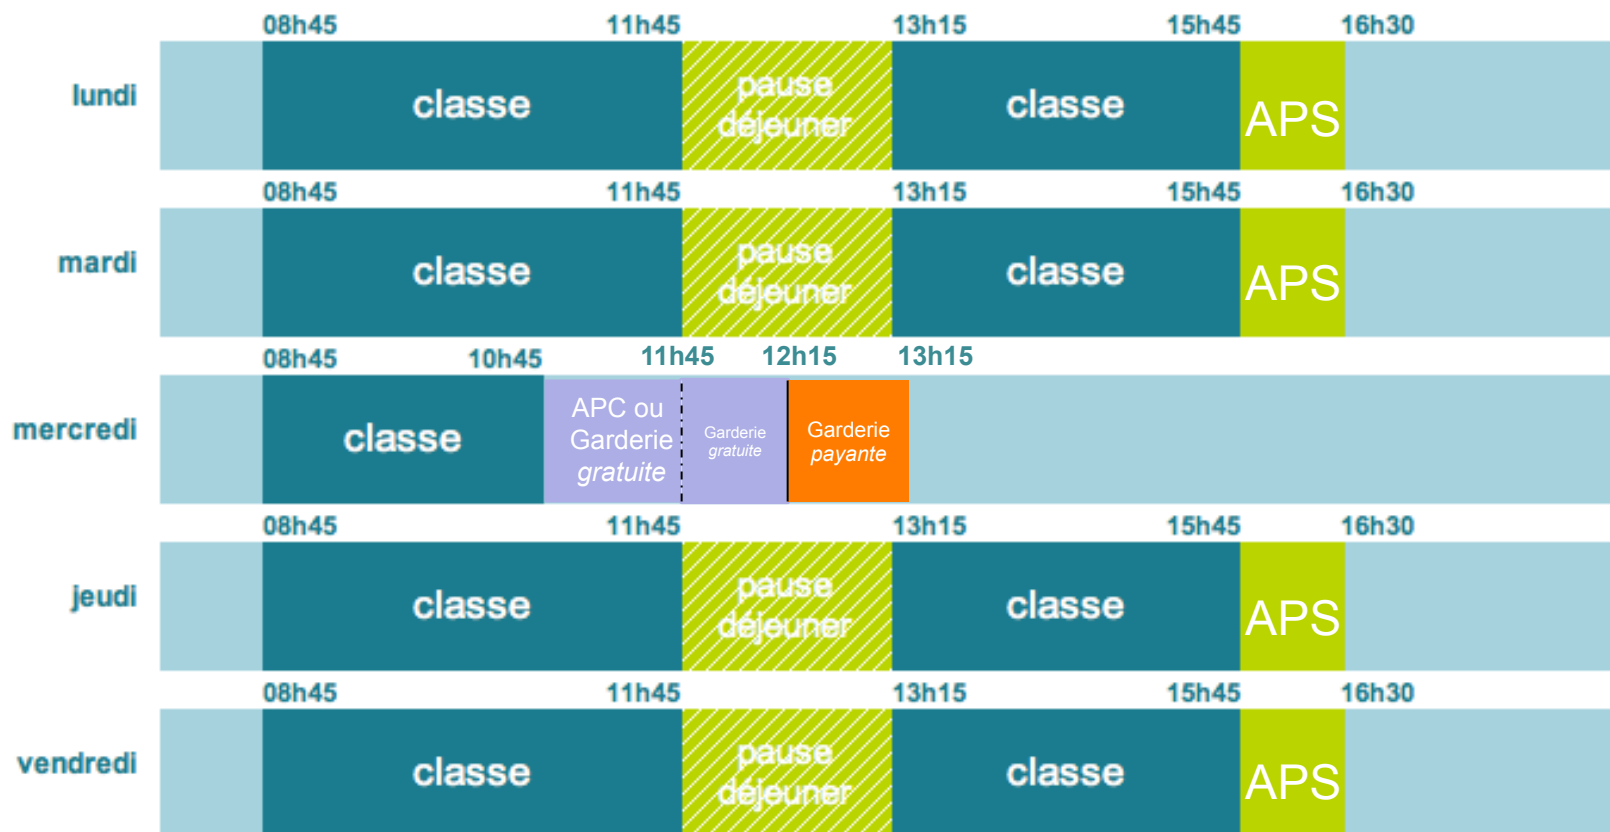 08h45 11h45 13h15 15h45 16h30
lundi
classe
pause
déjeuner
classe
APS
08h45 11h45 13h15 15h45 16h30
mardi
classe
pause
déjeuner
classe
APS
08h45 10h45 11h45 12h15 13h15
mercredi
classe
APC ou
Garderie
gratuite
Garderie
gratuite
Garderie
payante
08h45 11h45 13h15 15h45 16h30
jeudi
classe
pause
déjeuner
classe
APS
08h45 11h45 13h15 15h45 16h30
vendredi
classe
pause
déjeuner
classe
APS